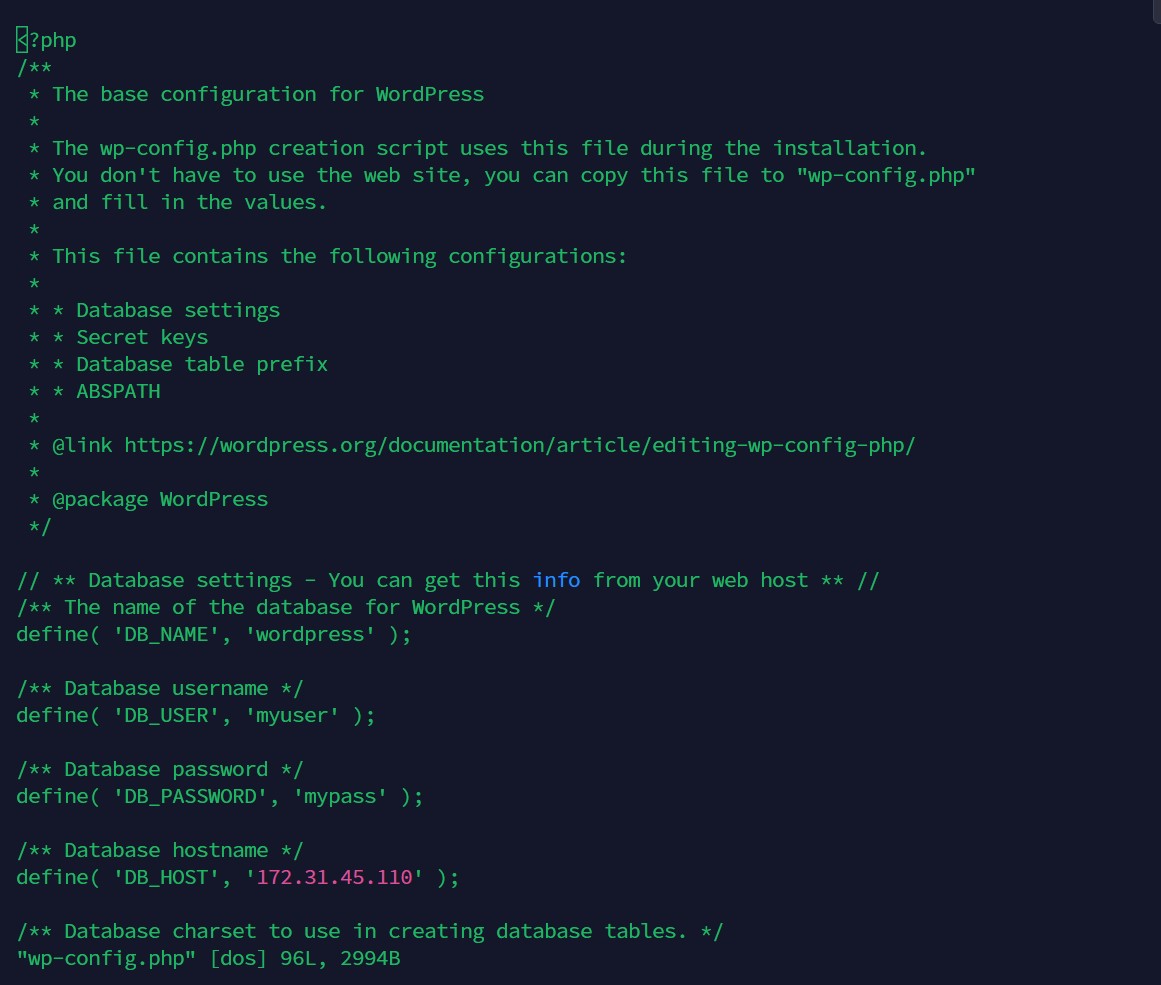 <?php
/**
 * The base configuration for WordPress
 *
 * The wp-config.php creation script uses this file during the installation.
 * You don't have to use the web site, you can copy this file to "wp-config.php"
 * and fill in the values.
 *
 * This file contains the following configurations:
 *
 * * Database settings
 * * Secret keys
 * * Database table prefix
 * * ABSPATH
 *
 * @link https://wordpress.org/documentation/article/editing-wp-config-php/
 *
 * @package WordPress
 */

// ** Database settings - You can get this info from your web host ** //
/** The name of the database for WordPress */
define( 'DB_NAME', 'wordpress' );

/** Database username */
define( 'DB_USER', 'myuser' );

/** Database password */
define( 'DB_PASSWORD', 'mypass' );

/** Database hostname */
define( 'DB_HOST', '172.31.45.110' );

/** Database charset to use in creating database tables. */
"wp-config.php" [dos] 96L, 2994B